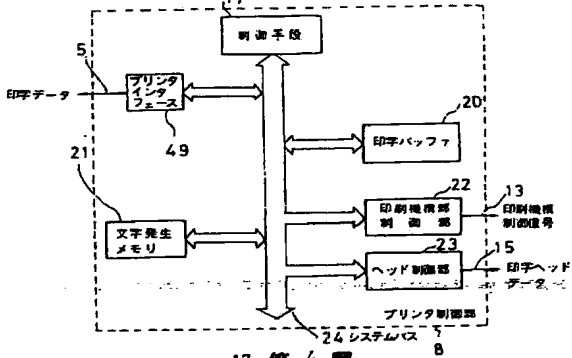 制御手段
5
印字データ
プリンタ
インタ
フェース
49
20
印字バッファ
21
文字発生
メモリ
22
印刷機構部
制御部
13
印刷機構
制御信号
23
ヘッド制御部
15
印字ヘッド
データ
プリンタ制御部
24 システムバス
8